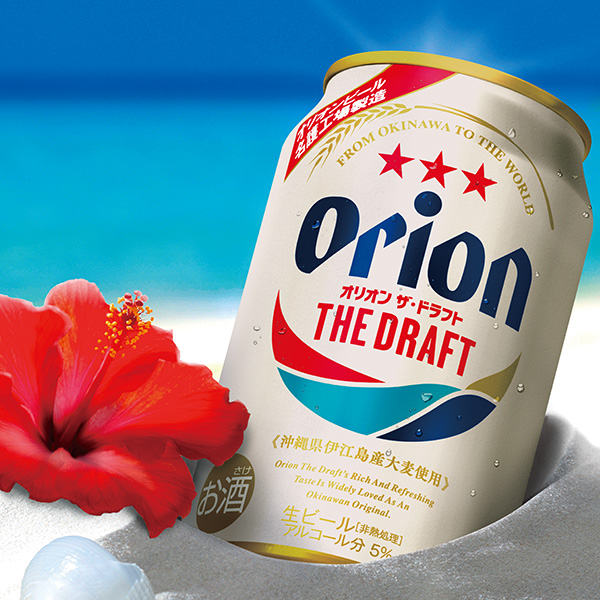 オリオンビール
名護工場製造
FROM OKINAWA TO THE WORLD
Orion
オリオン ザ・ドラフト
THE DRAFT
《沖縄県伊江島産大麦使用》
Orion The Draft's Rich And Refreshing
Taste Is Widely Loved As An
Okinawan Original.
さけ
お酒
生ビール[非熱処理]
アルコール分 5%